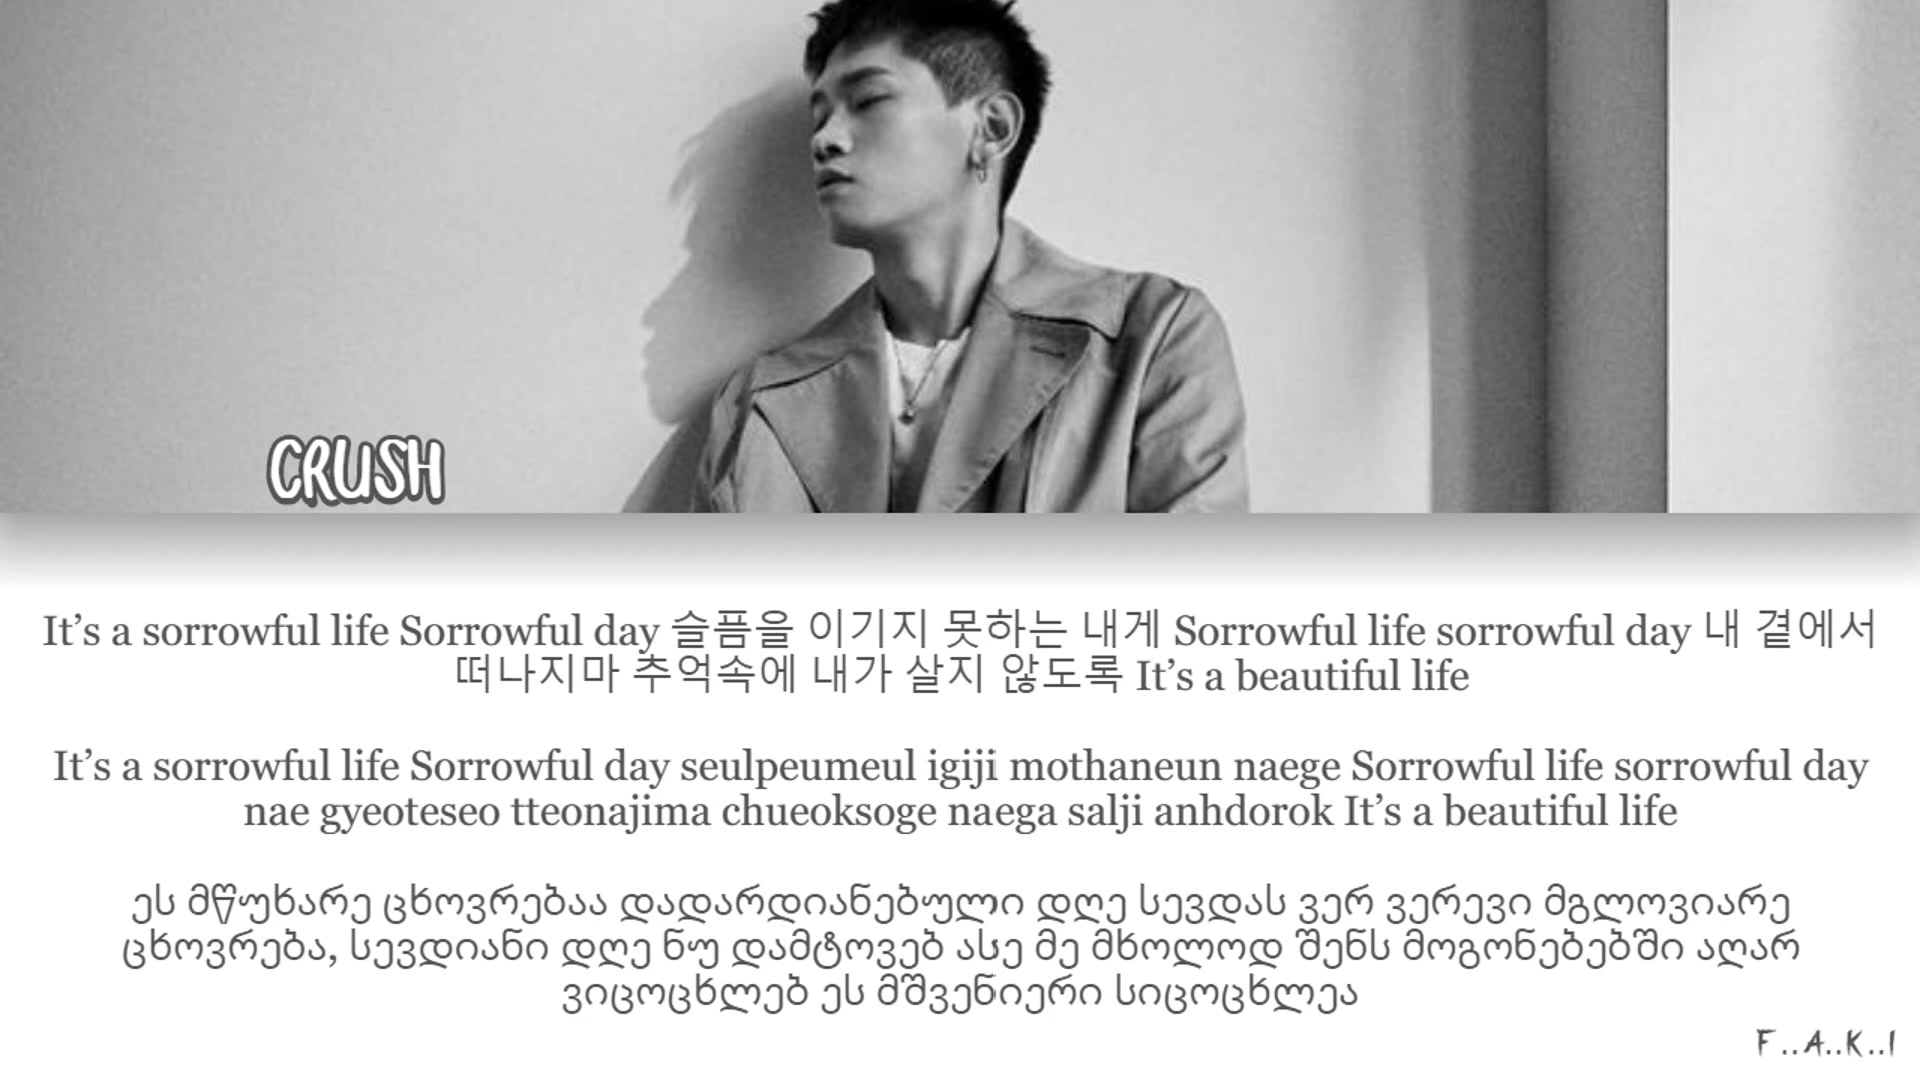 CRUSH
It’s a sorrowful life Sorrowful day 슬픔을 이기지 못하는 내게 Sorrowful life sorrowful day 내 곁에서
떠나지마 추억속에 내가 살지 않도록 It’s a beautiful life
It’s a sorrowful life Sorrowful day seulpeumeul igiji mothaneun naege Sorrowful life sorrowful day
nae gyeoteseo tteonajima chueoksoge naega salji anhdorok It’s a beautiful life
ეს მწუხარე ცხოვრებაა დადარდიანებული დღე სევდას ვერ ვერევი მგლოვიარე
ცხოვრება, სევდიანი დღე ნუ დამტოვებ ასე მე მხოლოდ შენს მოგონებებში აღარ
ვიცოცხლებ ეს მშვენიერი სიცოცხლეა
F..A..K..I